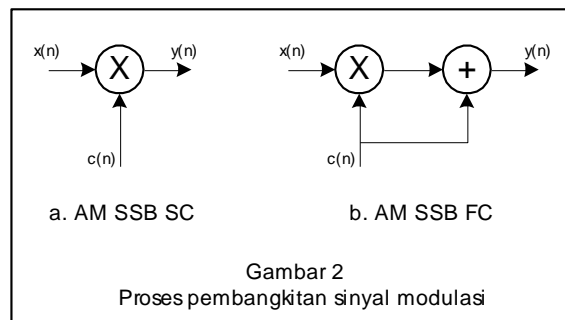 x(n) y(n) x(n) y(n)
X X +
c(n) c(n)
a. AM SSB SC b. AM SSB FC
Gambar 2
Proses pembangkitan sinyal modulasi